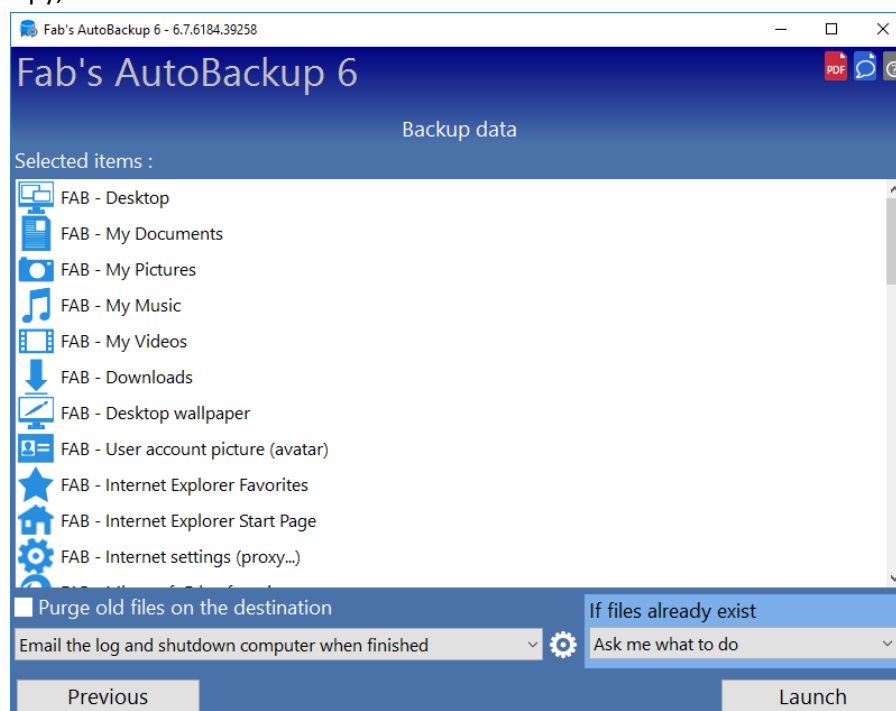 Fab's AutoBackup 6 - 6.7.6184.39258
Fab's AutoBackup 6
PDF
Backup data
Selected items :
FAB - Desktop
FAB - My Documents
FAB - My Pictures
FAB - My Music
FAB - My Videos
FAB - Downloads
FAB - Desktop wallpaper
FAB - User account picture (avatar)
FAB - Internet Explorer Favorites
FAB - Internet Explorer Start Page
FAB - Internet settings (proxy...)
Purge old files on the destination
If files already exist
Email the log and shutdown computer when finished
Ask me what to do
Previous
Launch